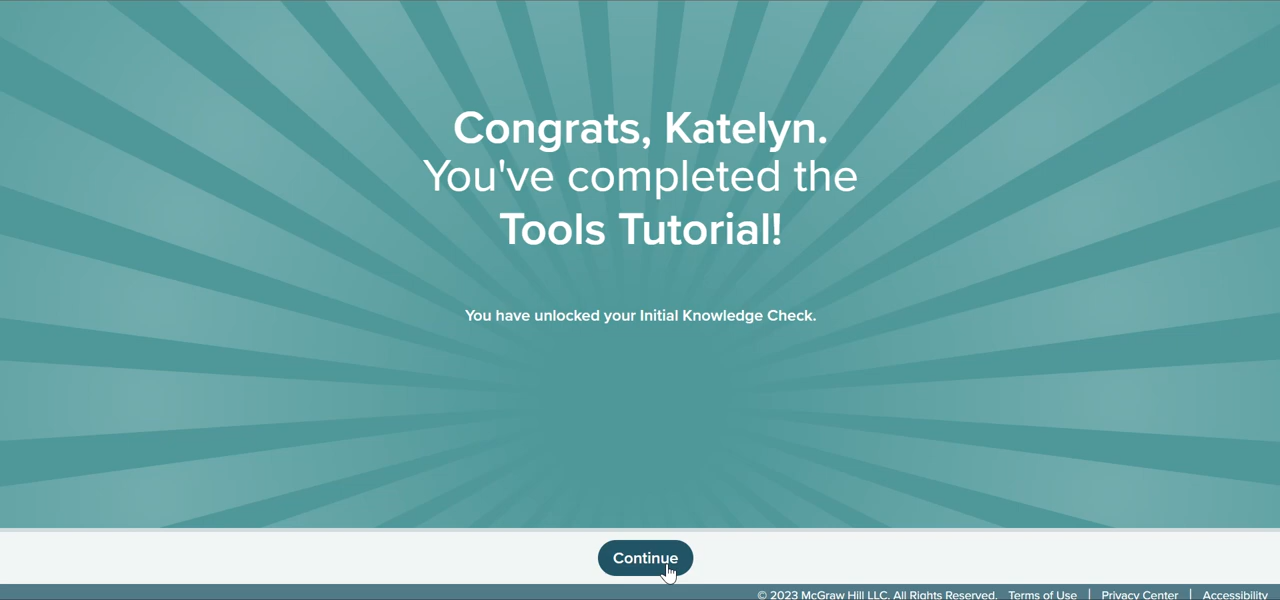 Congrats, Katelyn.
You've completed the
Tools Tutorial!
You have unlocked your Initial Knowledge Check.
Continue
© 2023 McGraw Hill LLC. All Rights Reserved. Terms of Use | Privacy Center | Accessibility